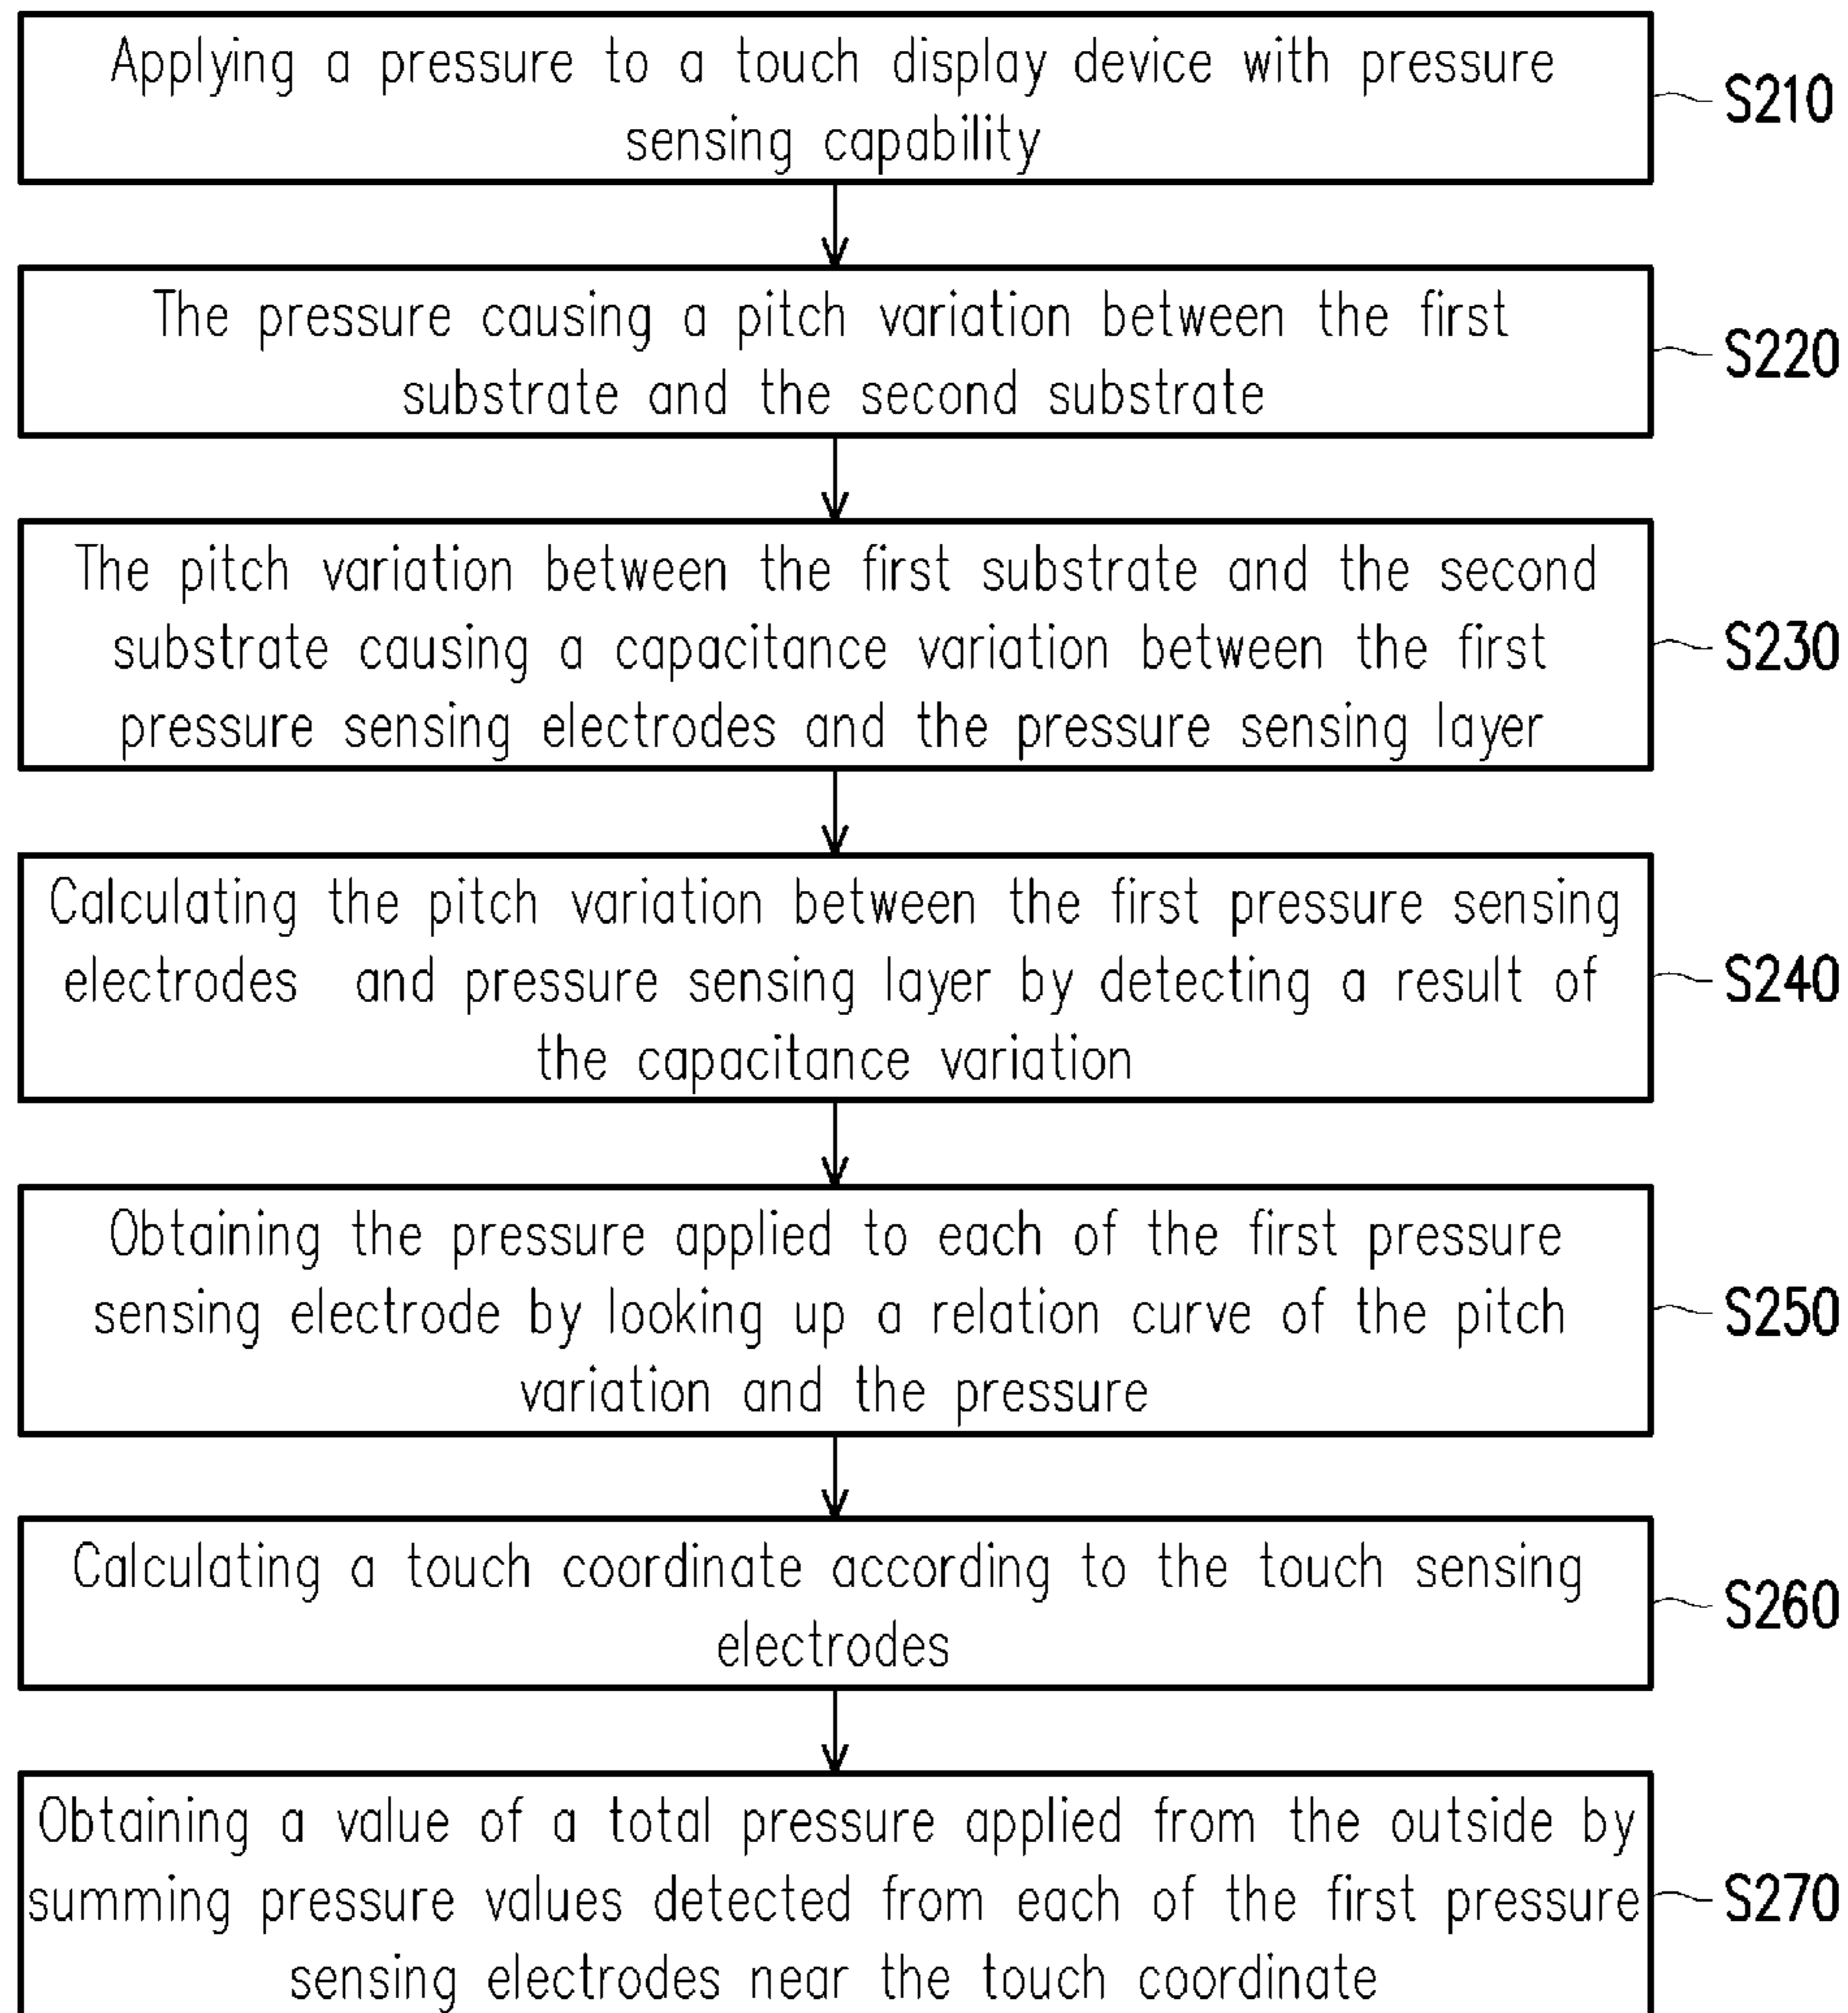 Applying a pressure to a touch display device with pressure
sensing capability
S210
The pressure causing a pitch variation between the first
substrate and the second substrate
S220
The pitch variation between the first substrate and the second
substrate causing a capacitance variation between the first
pressure sensing electrodes and the pressure sensing layer
S230
Calculating the pitch variation between the first pressure sensing
electrodes and pressure sensing layer by detecting a result of
the capacitance variation
S240
Obtaining the pressure applied to each of the first pressure
sensing electrode by looking up a relation curve of the pitch
variation and the pressure
S250
Calculating a touch coordinate according to the touch sensing
electrodes
S260
Obtaining a value of a total pressure applied from the outside by
summing pressure values detected from each of the first pressure
sensing electrodes near the touch coordinate
S270